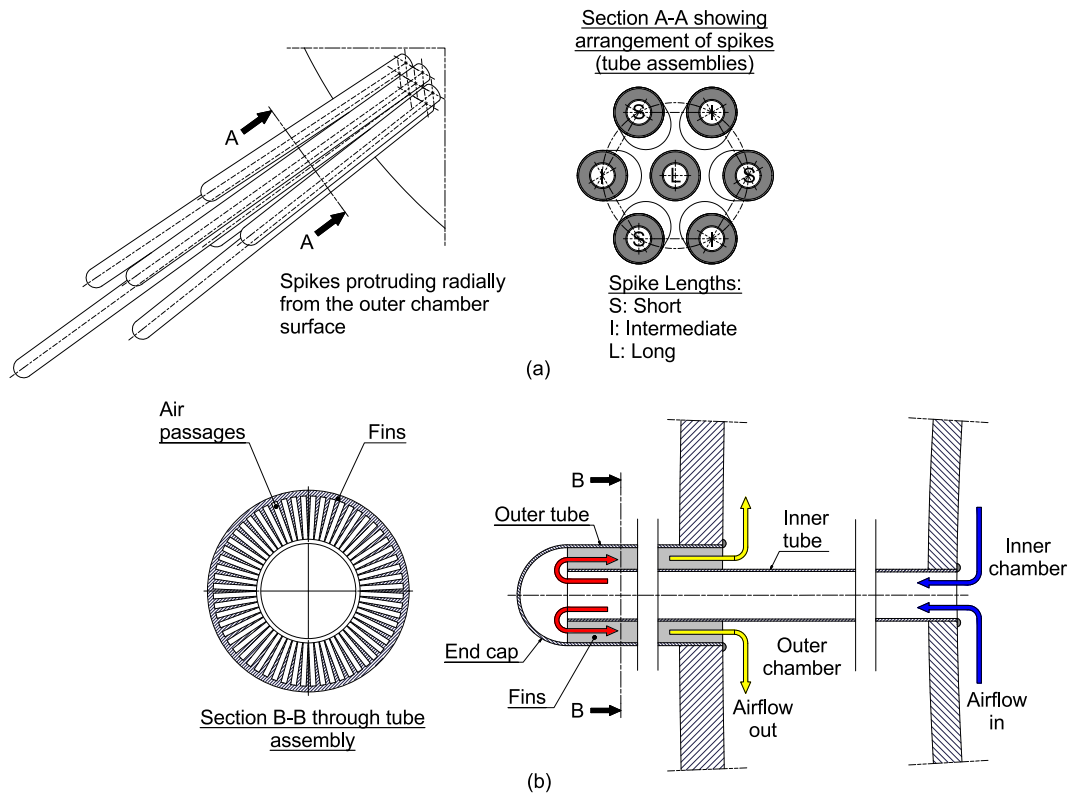 Section A-A showing
arrangement of spikes
(tube assemblies)
A
A
S
I
I
L
S
S
I
Spikes protruding radially
from the outer chamber
surface
Spike Lengths:
S: Short
I: Intermediate
L: Long
(a)
Air
passages
Fins
B
Outer tube
Inner
tube
Inner
chamber
End cap
Outer
chamber
Fins
B
Airflow
out
Airflow
in
Section B-B through tube
assembly
(b)